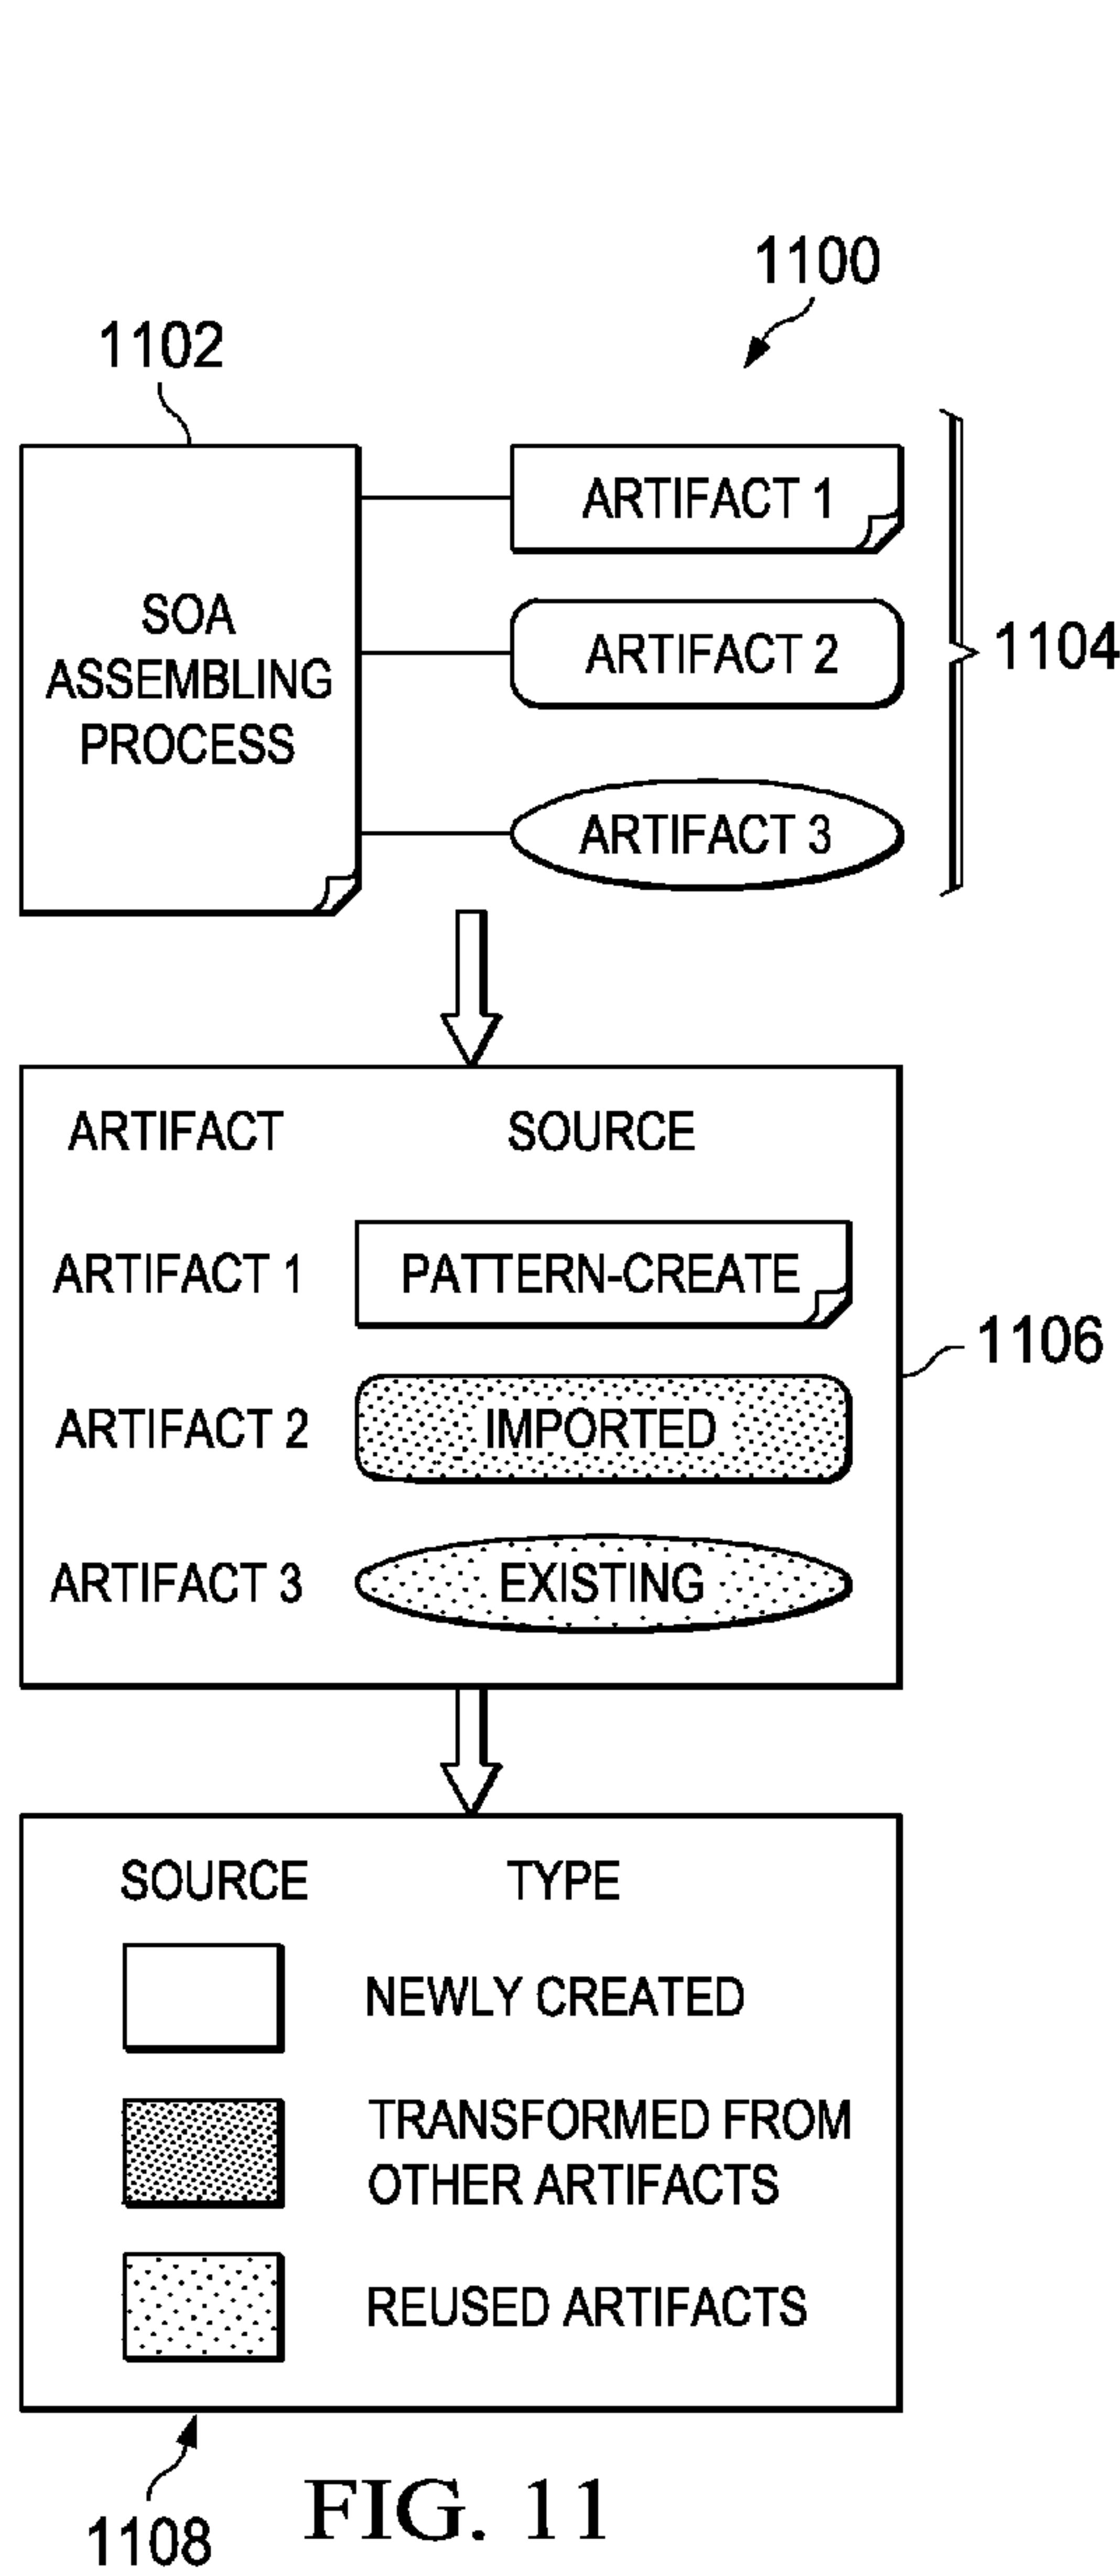 1100
1102
ARTIFACT 1
SOA
ASSEMBLING
PROCESS
ARTIFACT 2
1104
ARTIFACT 3
ARTIFACT SOURCE
ARTIFACT 1 PATTERN-CREATE
1106
ARTIFACT 2 IMPORTED
ARTIFACT 3 EXISTING
SOURCE TYPE
NEWLY CREATED
TRANSFORMED FROM
OTHER ARTIFACTS
REUSED ARTIFACTS
1108
FIG. 11